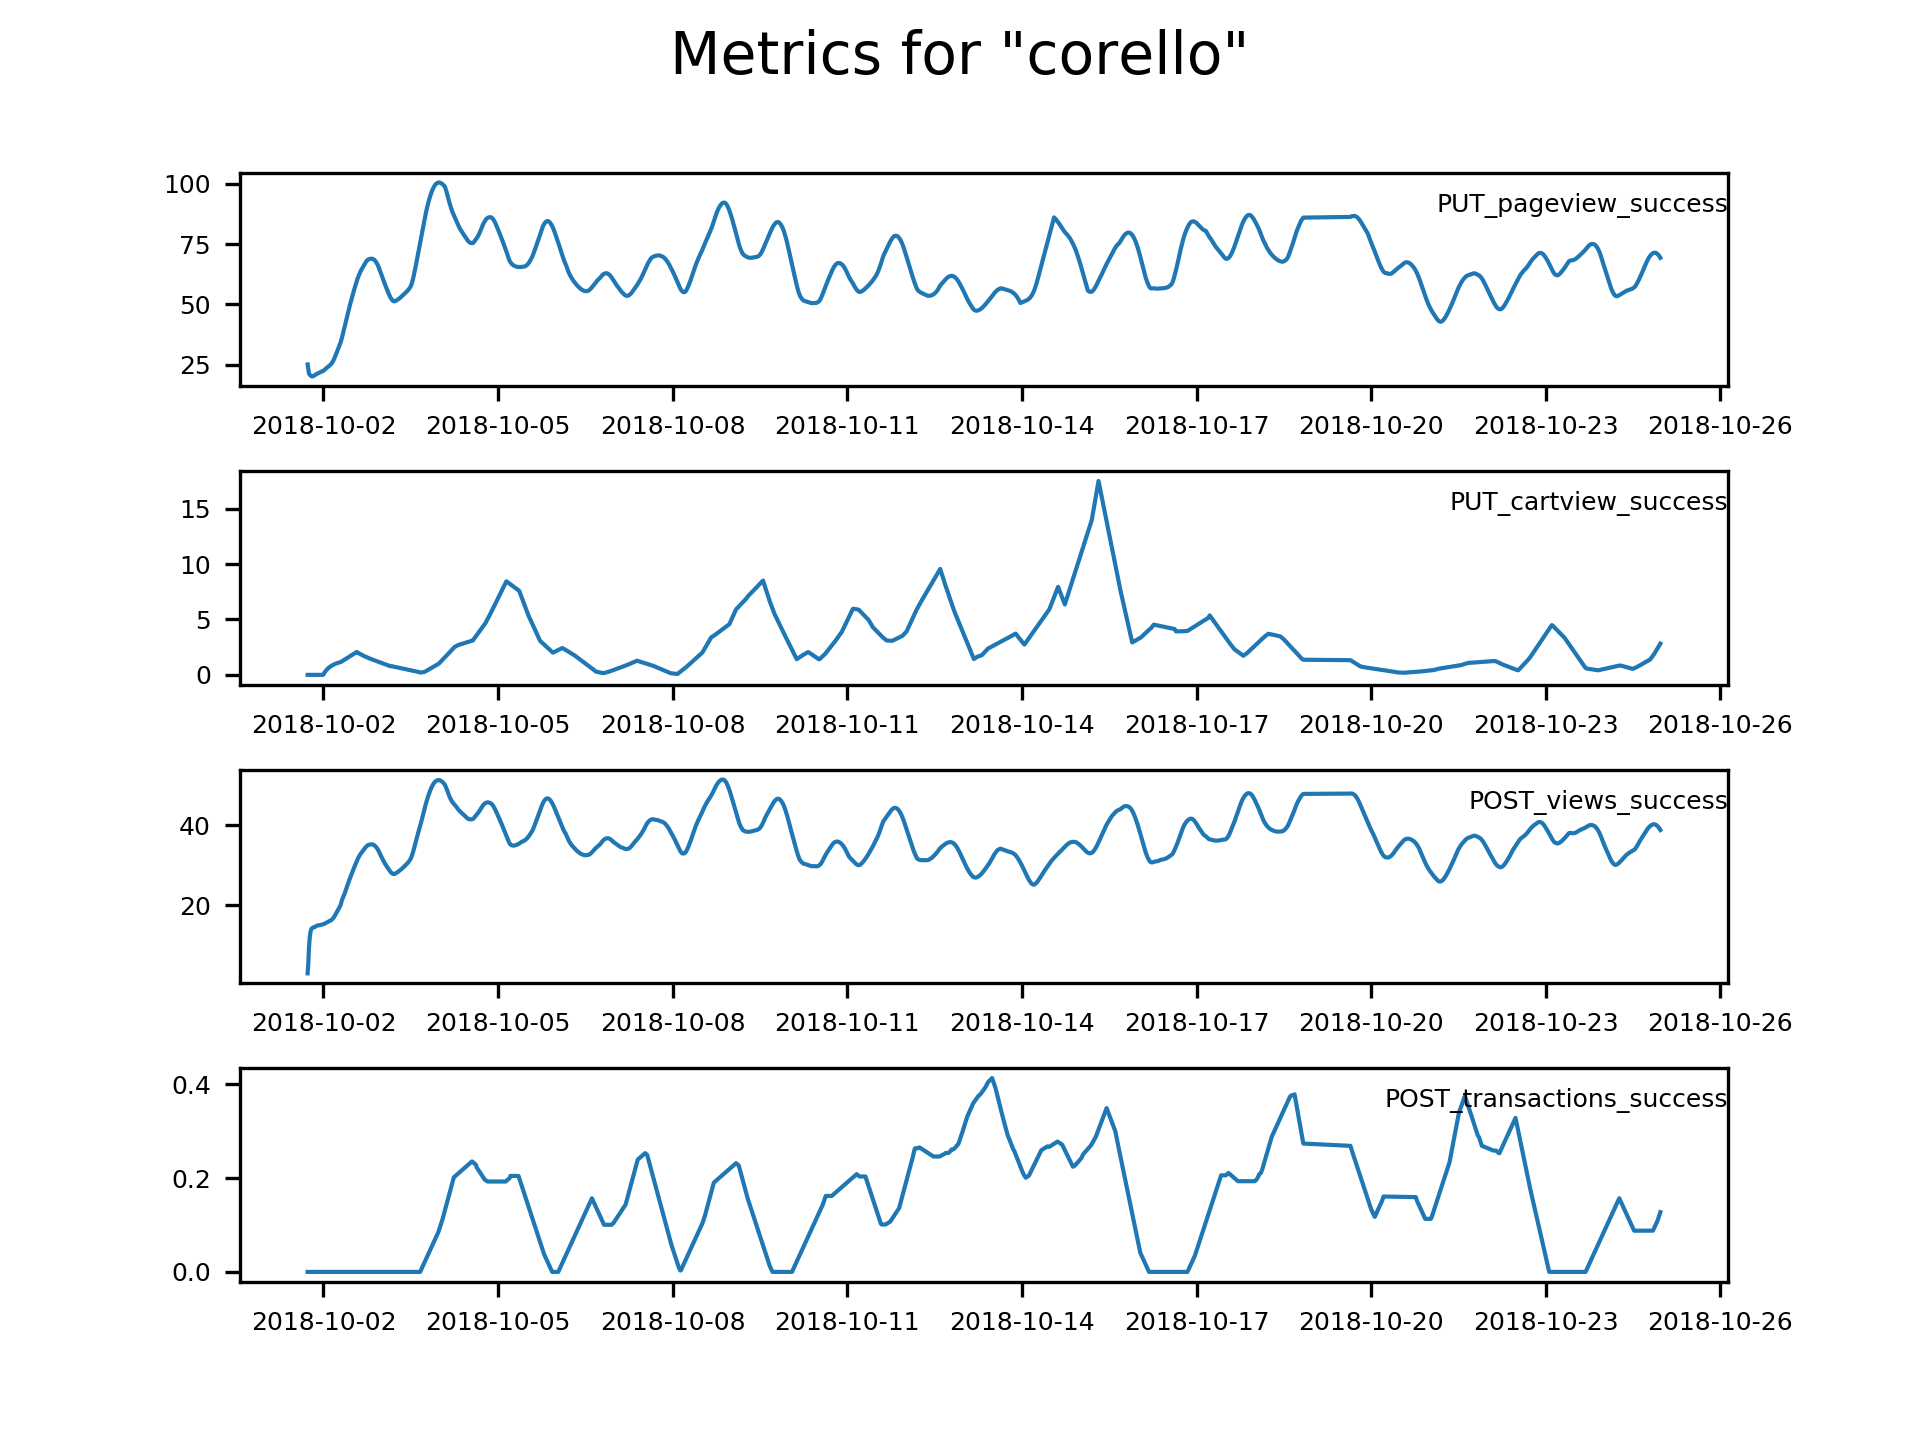 Metrics for "corello"
100
75
50
25
PUT_pageview_success
2018-10-02 2018-10-05 2018-10-08 2018-10-11 2018-10-14 2018-10-17 2018-10-20 2018-10-23 2018-10-26
15
10
5
0
PUT_cartview_success
2018-10-02 2018-10-05 2018-10-08 2018-10-11 2018-10-14 2018-10-17 2018-10-20 2018-10-23 2018-10-26
40
20
POST_views_success
2018-10-02 2018-10-05 2018-10-08 2018-10-11 2018-10-14 2018-10-17 2018-10-20 2018-10-23 2018-10-26
0.4
0.2
0.0
POST_transactions_success
2018-10-02 2018-10-05 2018-10-08 2018-10-11 2018-10-14 2018-10-17 2018-10-20 2018-10-23 2018-10-26